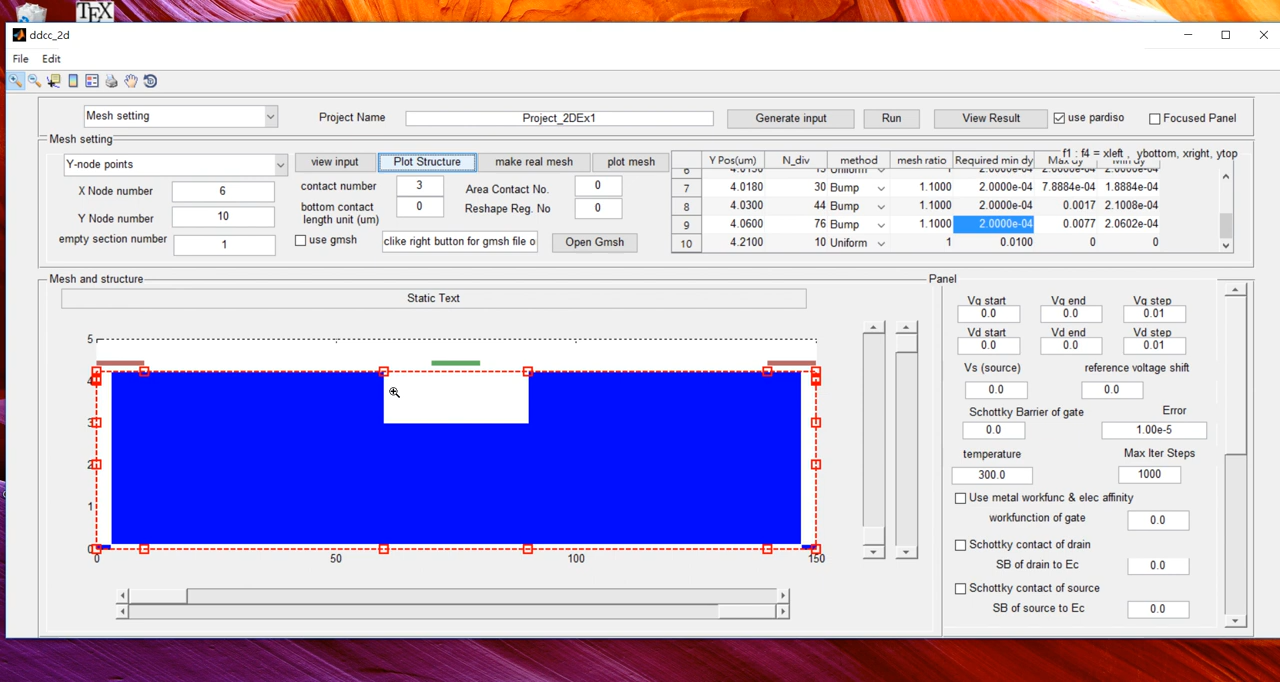 TEX
ddcc_2d
File Edit
Mesh setting Project Name Project_2DEx1 Generate input Run View Result use pardiso Focused Panel
Mesh setting
f1 : f4 = xleft , ybottom, xright, ytop
Y-node points view input Plot Structure make real mesh plot mesh
Y Pos(um) N_div method mesh ratio Required min dy Max dy Min dy
X Node number 6 contact number 3 Area Contact No. 0
Y Node number 10 bottom contact length unit (um) 0 Reshape Reg. No 0
empty section number 1 use gmsh clike right button for gmsh file o Open Gmsh
7 4.0180 30 Bump 1.1000 2.0000e-04 7.8884e-04 1.8884e-04
8 4.0300 44 Bump 1.1000 2.0000e-04 0.0017 2.1008e-04
9 4.0600 76 Bump 1.1000 2.0000e-04 0.0077 2.0602e-04
10 4.2100 10 Uniform 1 0.0100 0 0
Mesh and structure
Static Text
5
4
3
2
1
0
0 50 100 150
Panel
Vg start Vg end Vg step
0.0 0.0 0.01
Vd start Vd end Vd step
0.0 0.0 0.01
Vs (source) reference voltage shift
0.0 0.0
Schottky Barrier of gate Error
0.0 1.00e-5
temperature Max Iter Steps
300.0 1000
Use metal workfunc & elec affinity
workfunction of gate 0.0
Schottky contact of drain
SB of drain to Ec 0.0
Schottky contact of source
SB of source to Ec 0.0